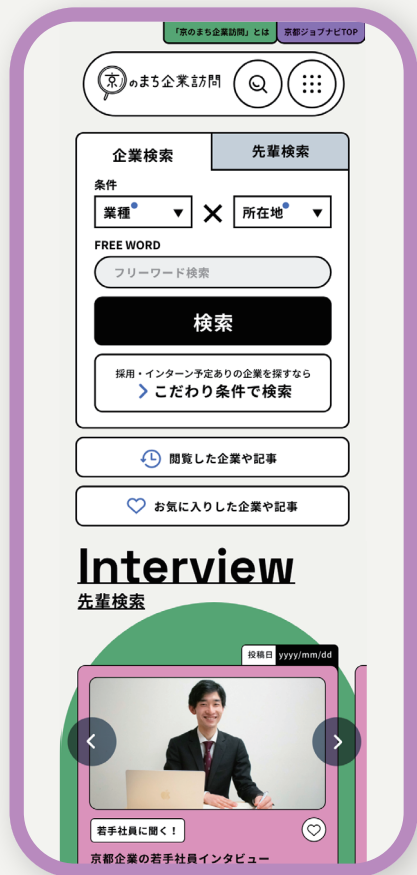 「京のまち企業訪問」とは
京都ジョブナビTOP
京のまち企業訪問
企業検索
先輩検索
条件
業種
所在地
FREE WORD
フリーワード検索
検索
採用・インターン予定ありの企業を探すなら
こだわり条件で検索
閲覧した企業や記事
お気に入りした企業や記事
Interview
先輩検索
投稿日 yyyy/mm/dd
若手社員に聞く！
京都企業の若手社員インタビュー